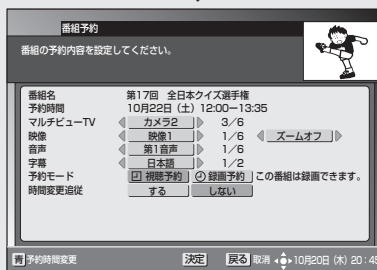 番組予約
番組の予約内容を設定してください。
番組名 第17回 全日本クイズ選手権
予約時間 10月22日（土）12:00ー13:35
マルチビューTV カメラ2 3/6
映像 映像1 1/6 ズームオフ
音声 第1音声 1/6
字幕 日本語 1/2
予約モード 視聴予約 録画予約 この番組は録画できます。
時間変更追従 する しない
青 予約時間変更 決定 戻る 取消 10月20日（木）20：45